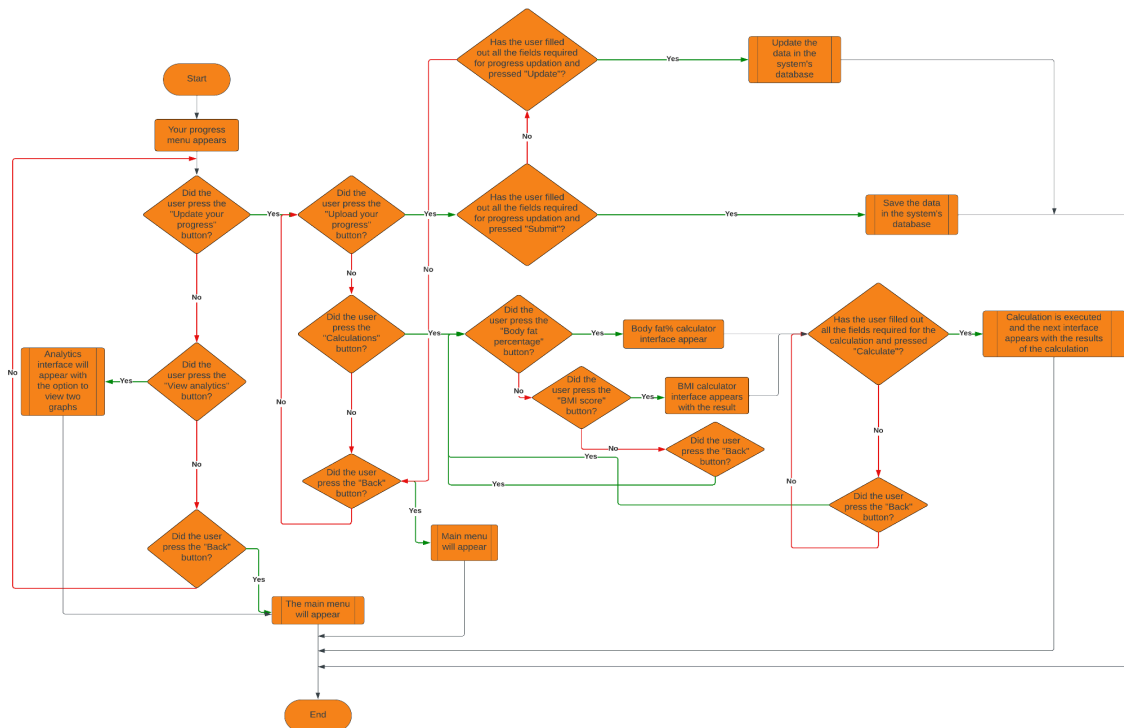 Start
Your progress
menu appears
Did the
user press the
"Update your
progress"
button?
Yes
Did the
user press the
"Upload your
progress"
button?
Yes
Has the user filled
out all the fields required
for progress updation and
pressed "Submit"?
Yes
Save the data
in the system's
database
No
Has the user filled
out all the fields required
for progress updation and
pressed "Update"?
Yes
Update the
data in the
system's
database
No
No
Did the user
press the
"Calculations"
button?
Yes
Did the
user press the
"Body fat
percentage"
button?
Yes
Body fat% calculator
interface appear
Has the user filled out
all the fields required for the
calculation and pressed
"Calculate"?
Yes
Calculation is executed
and the next interface
appears with the results
of the calculation
No
Did the
user press the
"BMI score"
button?
Yes
BMI calculator
interface appears
with the result
No
Did the user
press the "Back"
button?
Yes
Yes
No
Did the user
press the "Back"
button?
No
No
Did the user
press the "View analytics"
button?
Yes
Analytics
interface will
appear with
the option to
view two
graphs
No
No
Did the user
press the "Back"
button?
No
Yes
Main menu
will appear
No
Did the user
press the "Back"
button?
Yes
The main menu
will appear
End